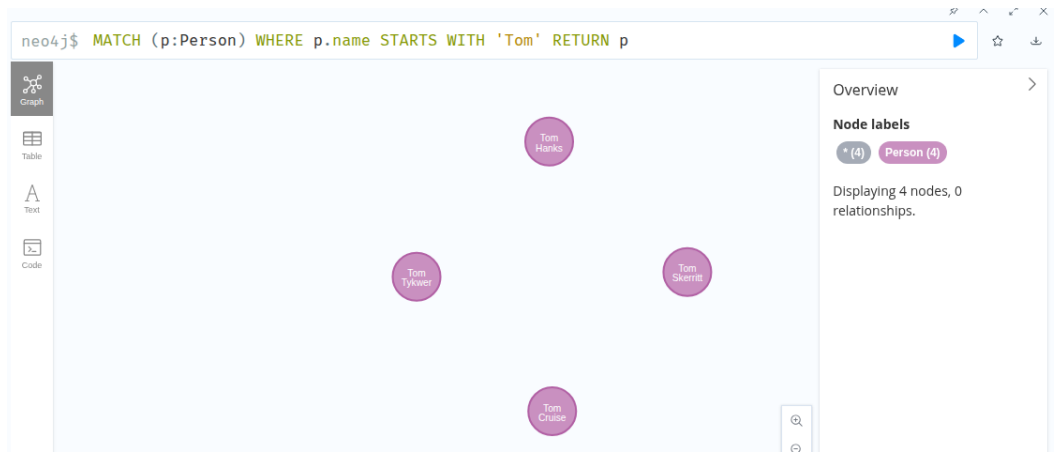 neo4j$ MATCH (p:Person) WHERE p.name STARTS WITH 'Tom' RETURN p
Graph
Table
A
Text
Code
Tom
Hanks
Tom
Tykwer
Tom
Skerritt
Tom
Cruise
Overview
Node labels
* (4) Person (4)
Displaying 4 nodes, 0
relationships.